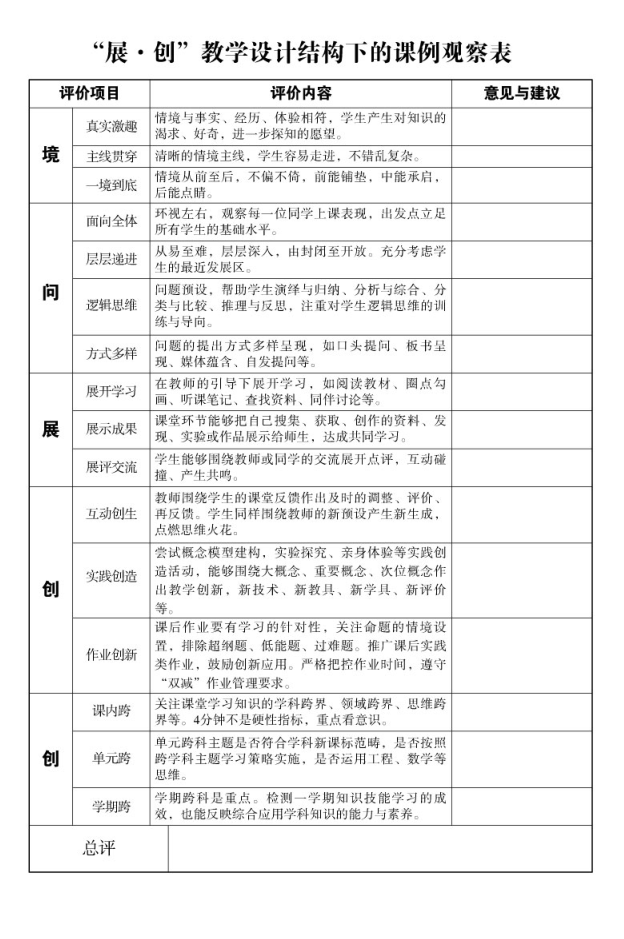 “展·创”教学设计结构下的课例观察表
评价项目 评价内容 意见与建议
境
真实激趣
情境与事实、经历、体验相符，学生产生对知识的
渴求、好奇，进一步探知的愿望。
主线贯穿
清晰的情境主线，学生容易走进，不错乱复杂。
一境到底
情境从前至后，不偏不倚，前能铺垫，中能承启，
后能点睛。
问
面向全体
环视左右，观察每一位同学上课表现，出发点立足
所有学生的基础水平。
层层递进
从易至难，层层深入，由封闭至开放。充分考虑学
生的最近发展区。
逻辑思维
问题预设，帮助学生演绎与归纳、分析与综合、分
类与比较、推理与反思，注重对学生逻辑思维的训
练与导向。
方式多样
问题的提出方式多样呈现，如口头提问、板书呈
现、媒体蕴含、自发提问等。
展
展开学习
在教师的引导下展开学习，如阅读教材、圈点勾
画、听课笔记、查找资料、同伴讨论等。
展示成果
课堂环节能够把自己搜集、获取、创作的资料、发
现、实验或作品展示给师生，达成共同学习。
展评交流
学生能够围绕教师或同学的交流展开点评，互动碰
撞、产生共鸣。
创
互动创生
教师围绕学生的课堂反馈作出及时的调整、评价、
再反馈。学生同样围绕教师的新预设产生新生成，
点燃思维火花。
实践创造
尝试概念模型建构，实验探究、亲身体验等实践创
造活动，能够围绕大概念、重要概念、次位概念作
出教学创新，新技术、新教具、新学具、新评价
等。
作业创新
课后作业要有学习的针对性，关注命题的情境设
置，排除超纲题、低能题、过难题。推广课后实践
类作业，鼓励创新应用。严格把控作业时间，遵守
“双减”作业管理要求。
创
课内跨
关注课堂学习知识的学科跨界、领域跨界、思维跨
界等。4分钟不是硬性指标，重点看意识。
单元跨
单元跨科主题是否符合学科新课标范畴，是否按照
跨学科主题学习策略实施，是否运用工程、数学等
思维。
学期跨
学期跨科是重点。检测一学期知识技能学习的成
效，也能反映综合应用学科知识的能力与素养。
总评